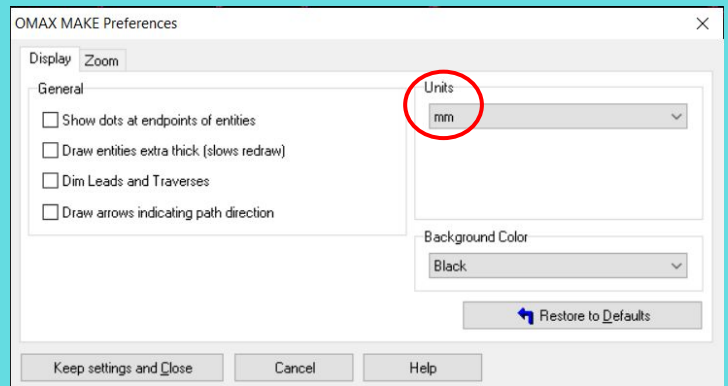 OMAX MAKE Preferences
Display Zoom
General
Show dots at endpoints of entities
Draw entities extra thick (slows redraw)
Dim Leads and Traverses
Draw arrows indicating path direction
Units
mm
Background Color
Black
Restore to Defaults
Keep settings and Close Cancel Help